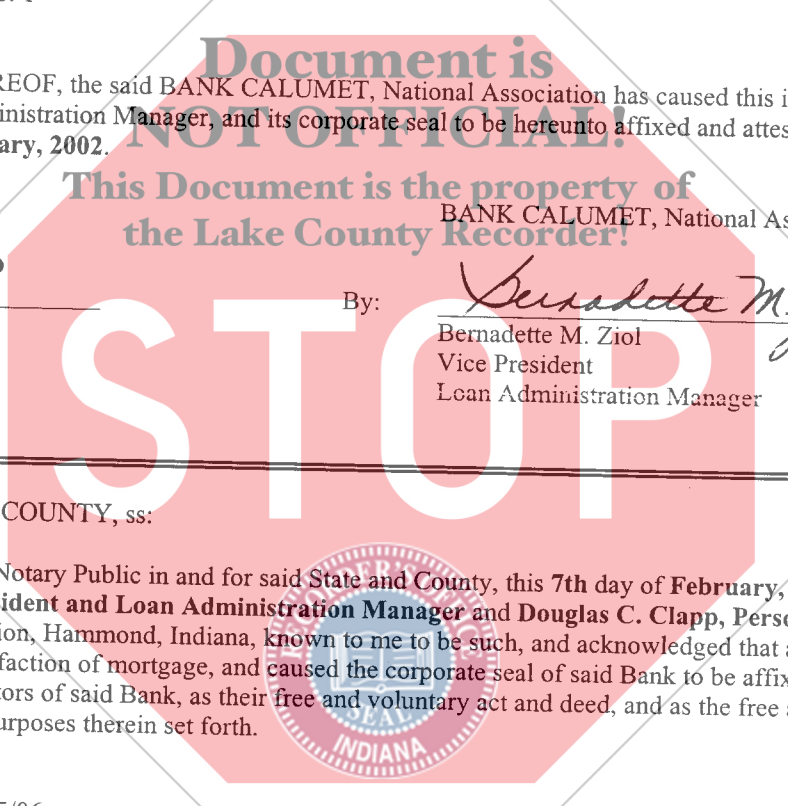 Document is
REOF, the said BANK CALUMET, National Association has caused this i
inistration Manager, and its corporate seal to be hereunto affixed and attes
NOT OFFICIAL!
ary, 2002.
This Document is the property of
BANK CALUMET, National As
the Lake County Recorder!
By:
Bernadette M.
Bernadette M. Ziol
Vice President
Loan Administration Manager
STOP
COUNTY, ss:
Notary Public in and for said State and County, this 7th day of February,
ident and Loan Administration Manager and Douglas C. Clapp, Perso
ion, Hammond, Indiana, known to me to be such, and acknowledged that a
faction of mortgage, and caused the corporate seal of said Bank to be affix
tors of said Bank, as their free and voluntary act and deed, and as the free a
urposes therein set forth.
RECORDER'S OFFICE
SEAL
INDIANA